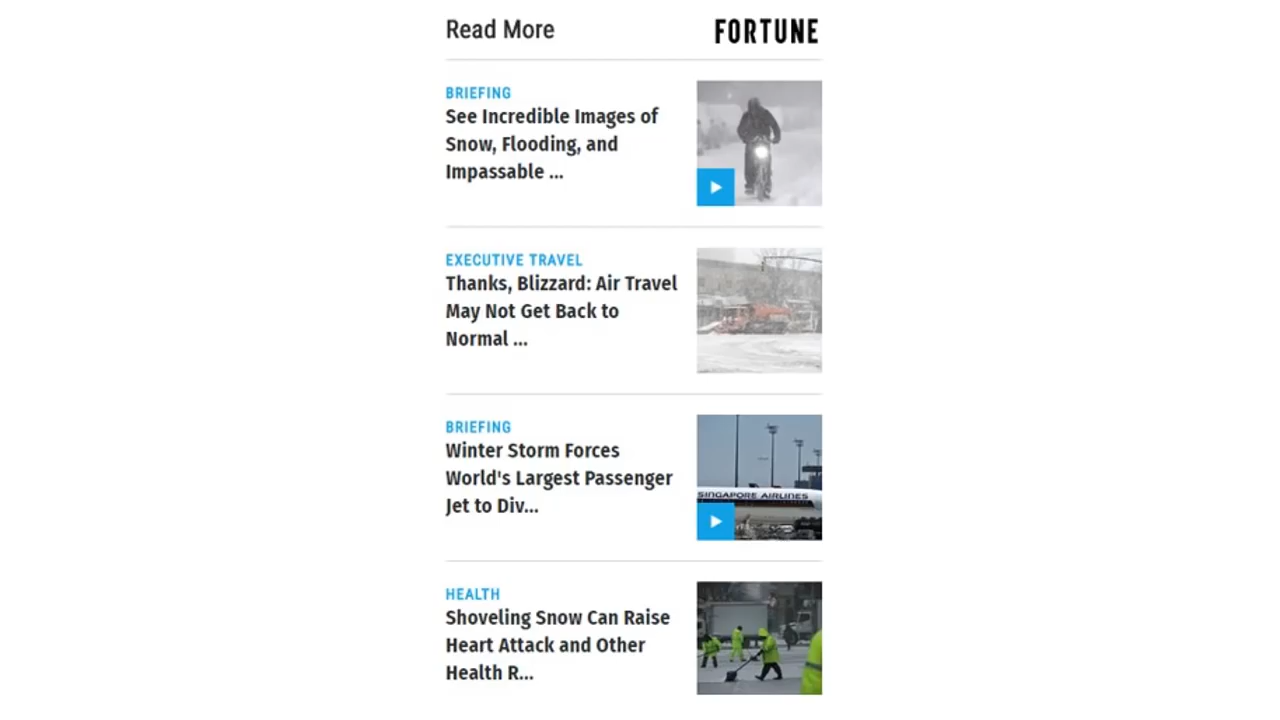 Read More
FORTUNE
BRIEFING
See Incredible Images of
Snow, Flooding, and
Impassable ...
EXECUTIVE TRAVEL
Thanks, Blizzard: Air Travel
May Not Get Back to
Normal ...
BRIEFING
Winter Storm Forces
World's Largest Passenger
Jet to Div...
SINGAPORE AIRLINES
HEALTH
Shoveling Snow Can Raise
Heart Attack and Other
Health R...